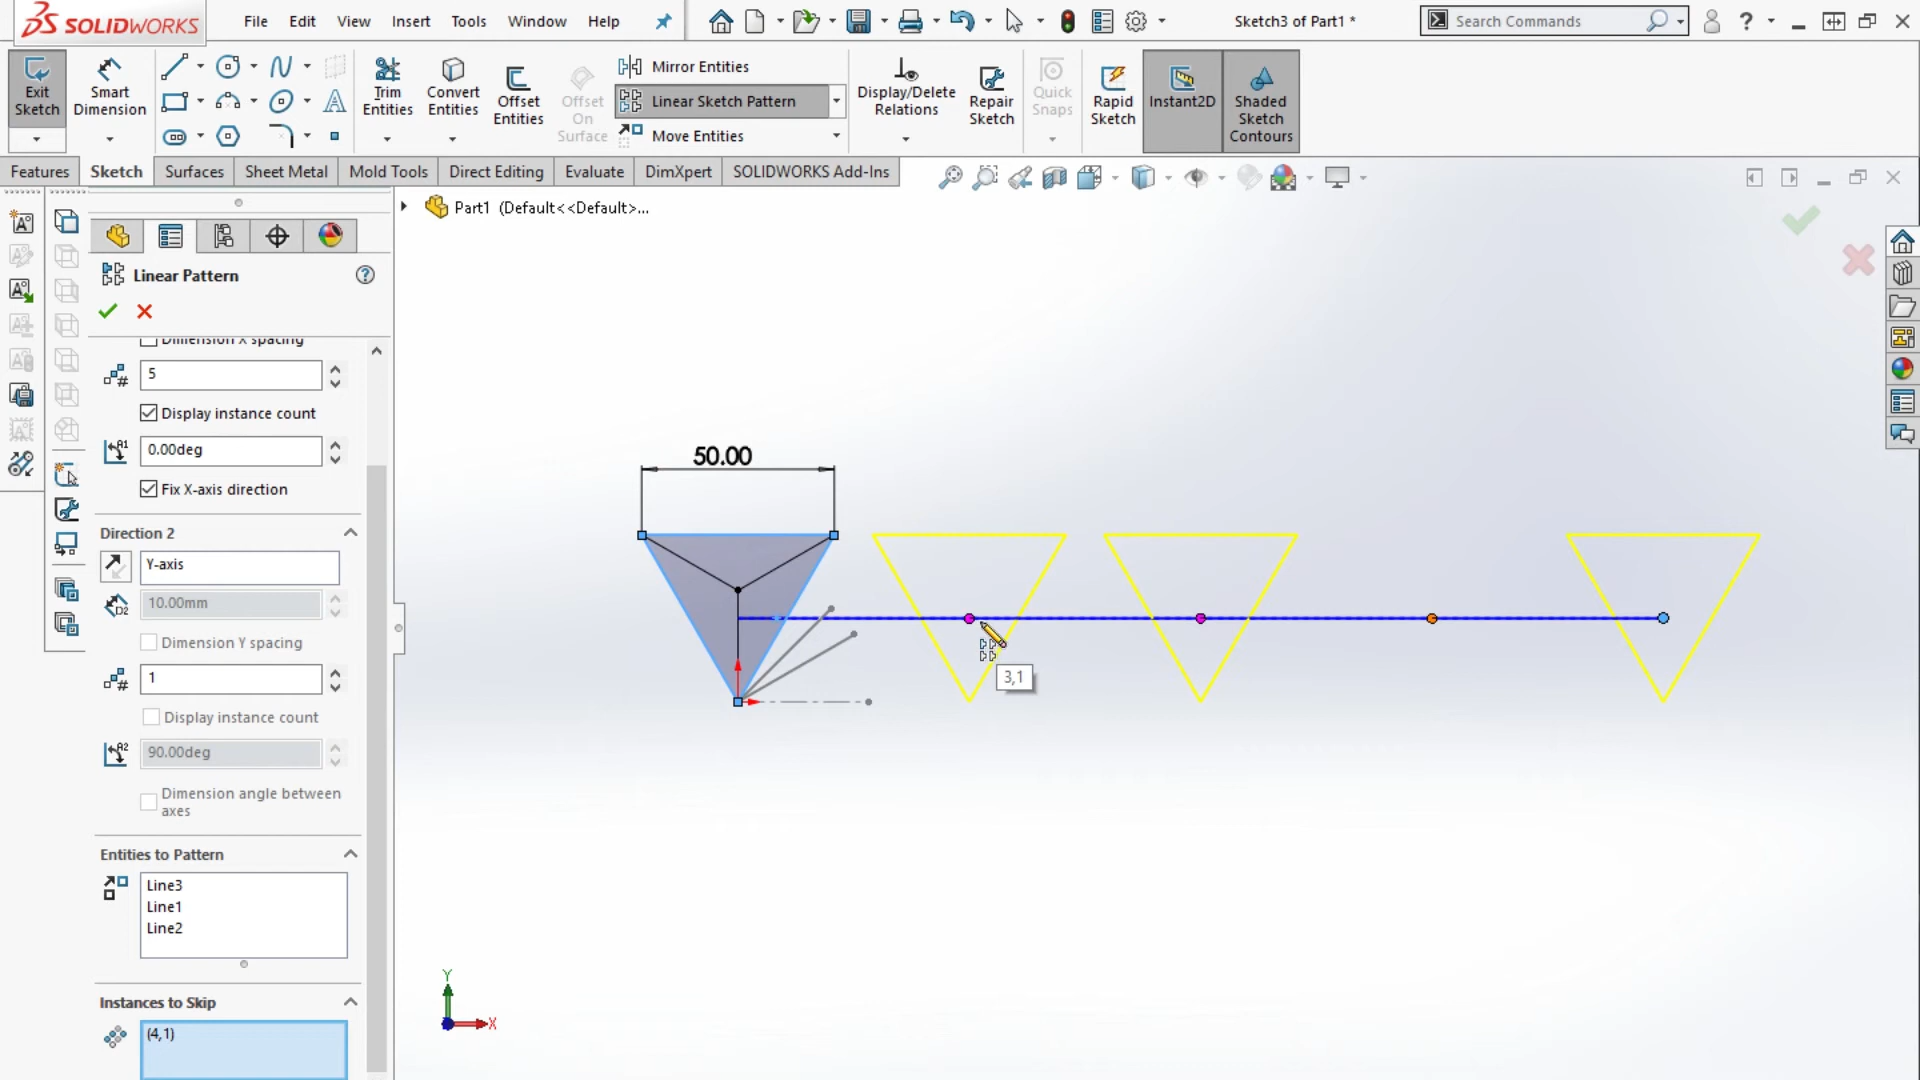 SOLIDWORKS
File Edit View Insert Tools Window Help
Sketch3 of Part1 *
Search Commands
Exit Sketch
Smart Dimension
Trim Entities
Convert Entities
Offset Entities
Offset On Surface
Mirror Entities
Linear Sketch Pattern
Move Entities
Display/Delete Relations
Repair Sketch
Quick Snaps
Rapid Sketch
Instant2D
Shaded Sketch Contours
Features Sketch Surfaces Sheet Metal Mold Tools Direct Editing Evaluate DimXpert SOLIDWORKS Add-Ins
Part1 (Default<<Default>...
Linear Pattern
Dimension X spacing
5
Display instance count
0.00deg
Fix X-axis direction
Direction 2
Y-axis
10.00mm
Dimension Y spacing
1
Display instance count
90.00deg
Dimension angle between
axes
Entities to Pattern
Line3
Line1
Line2
Instances to Skip
(4,1)
50.00
3,1
Y
X